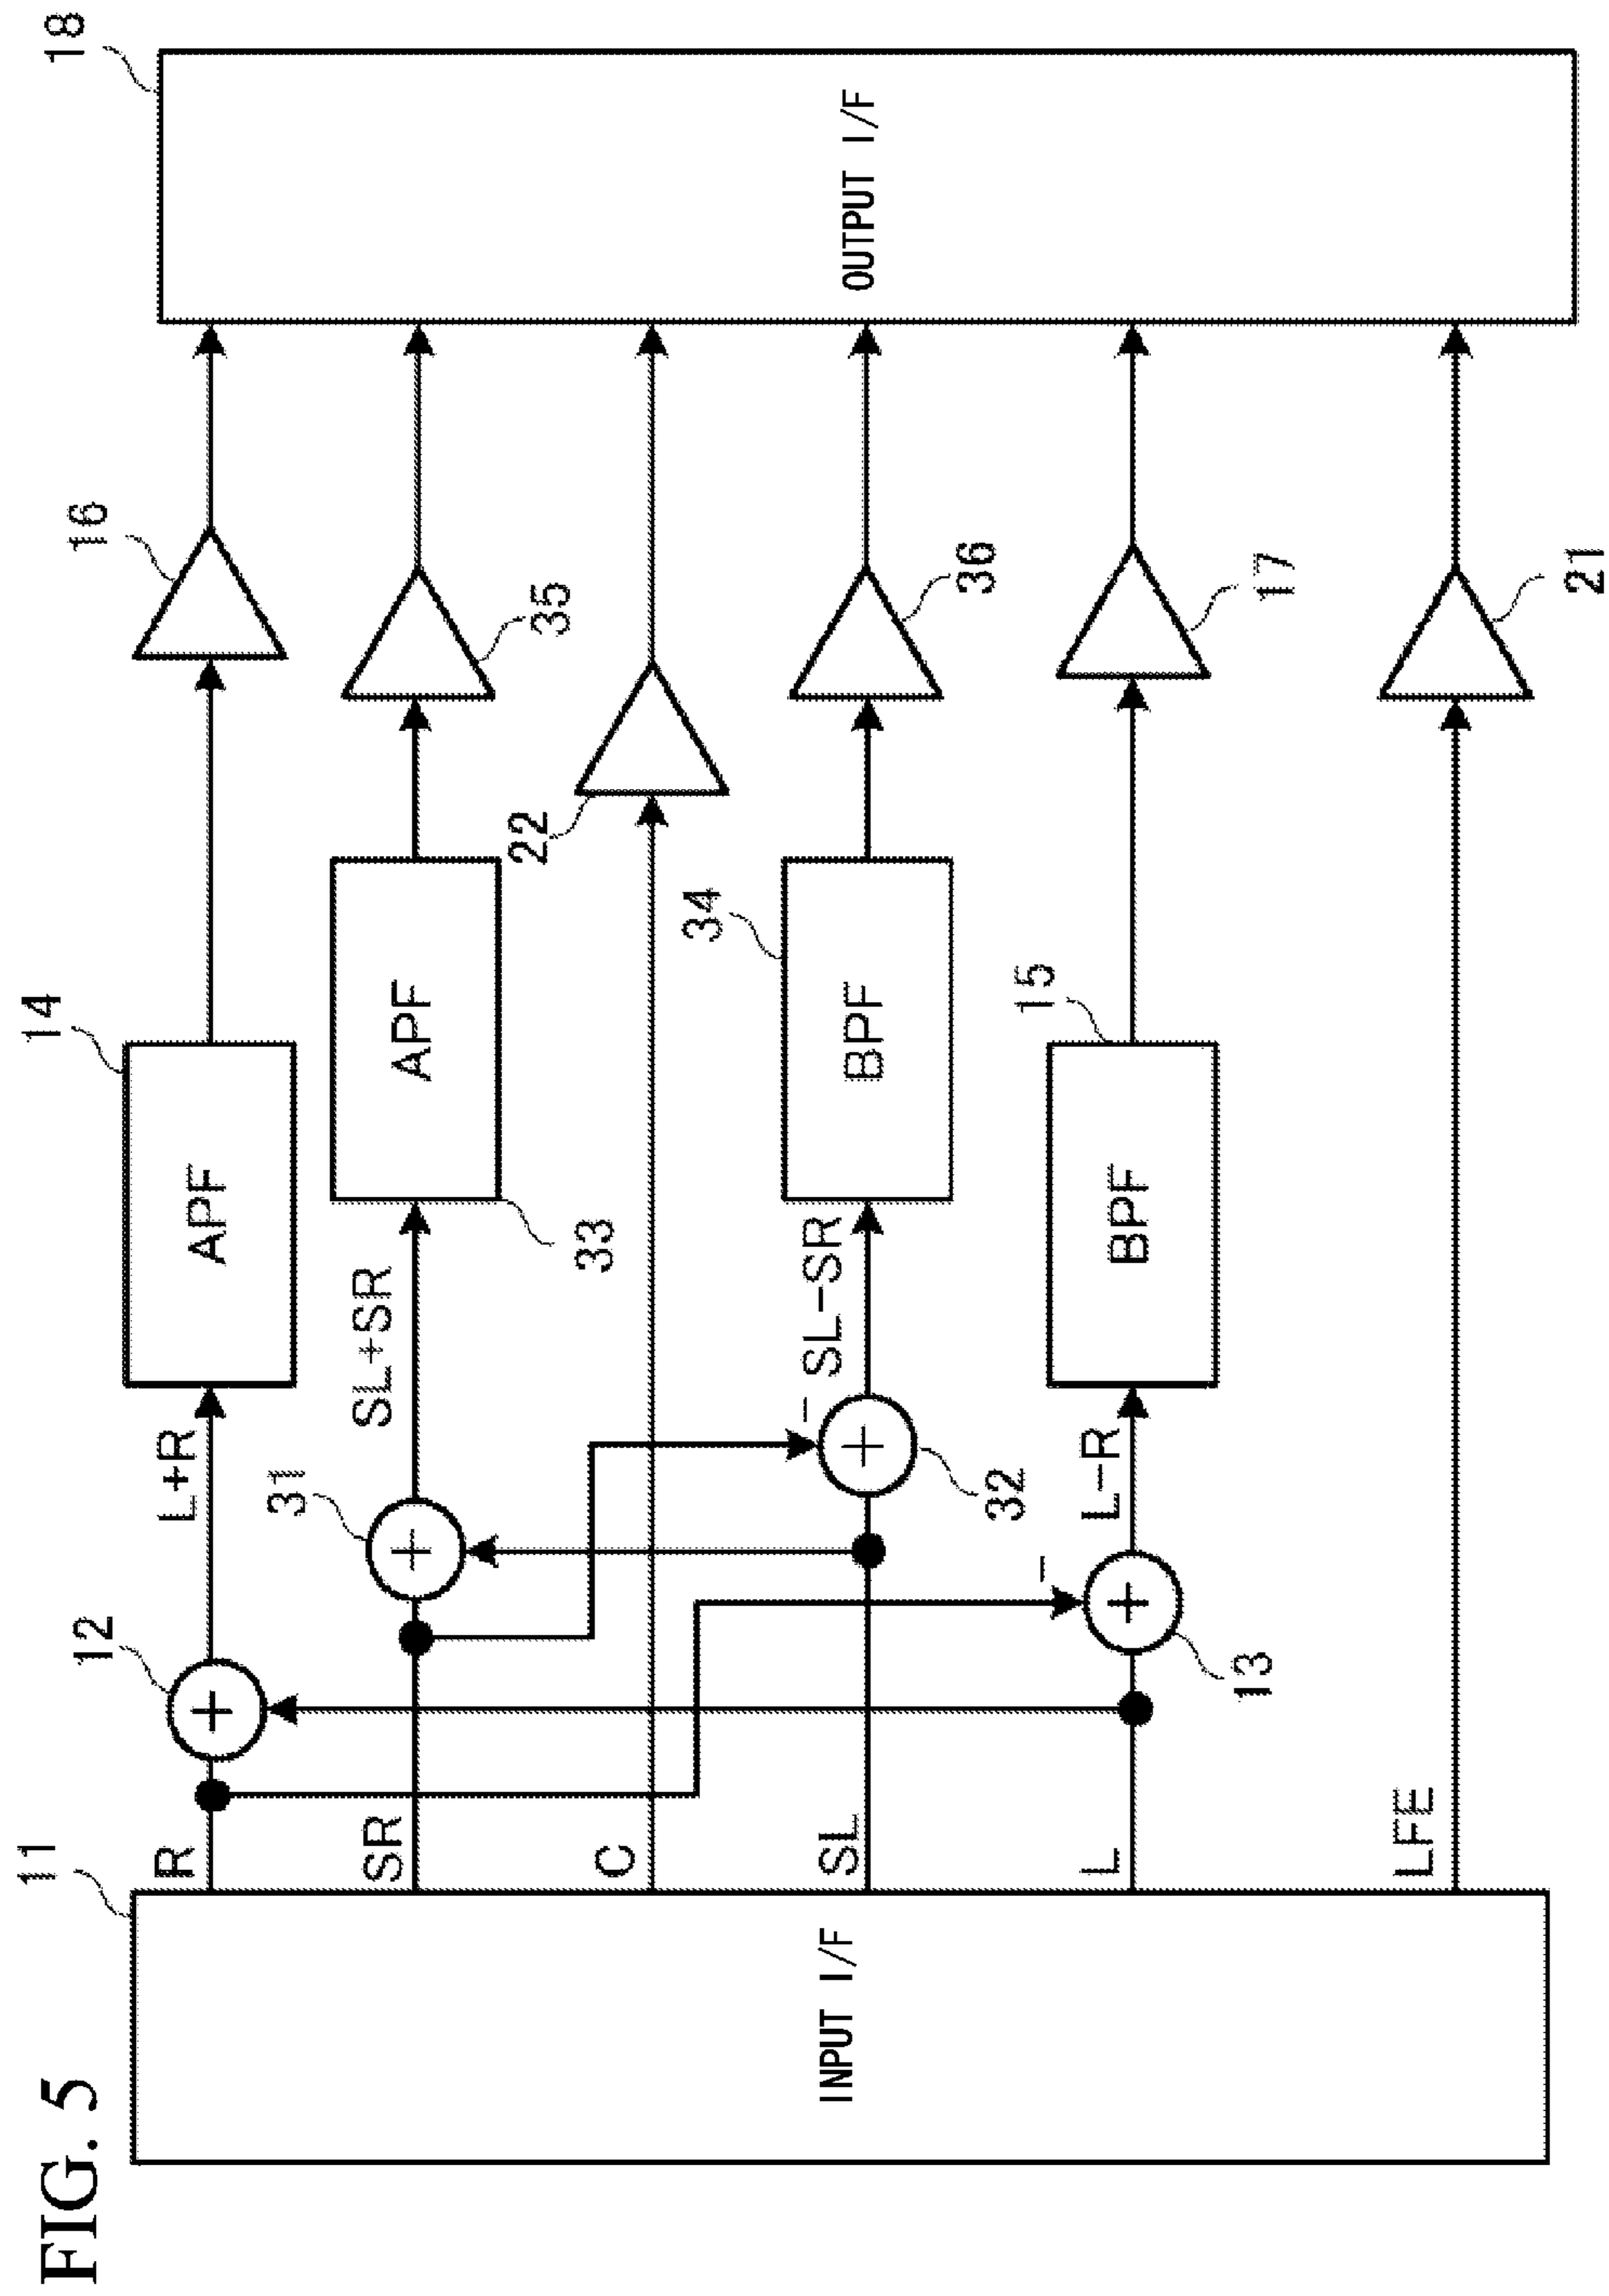 FIG. 5
11
INPUT I/F
R
SR
C
SL
L
LFE
12
31
32
13
L+R
SL+SR
SL-SR
L-R
-
-
14
APF
33
APF
34
BPF
15
BPF
16
35
22
36
17
21
18
OUTPUT I/F